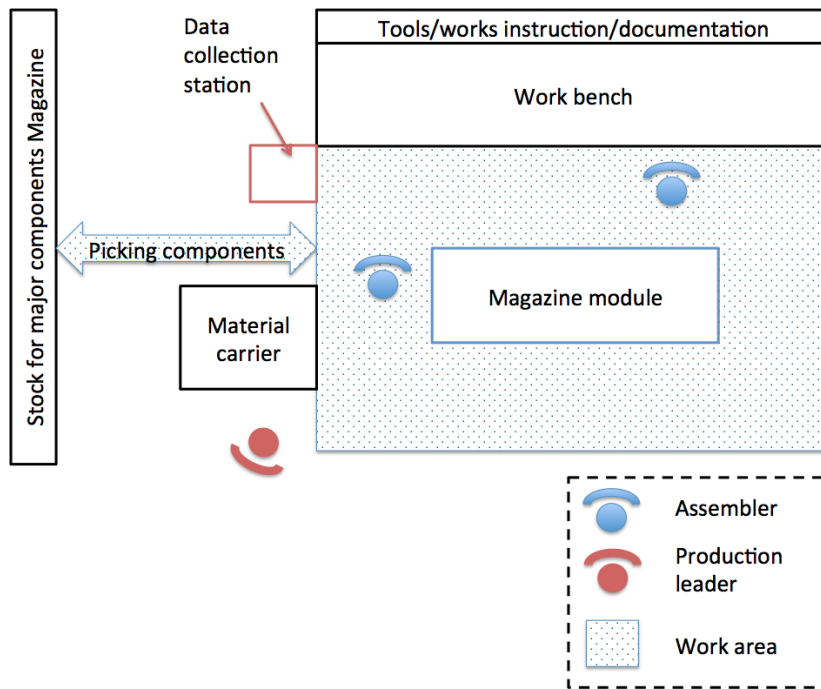 Data
collection
station
Tools/works instruction/documentation
Work bench
Stock for major components Magazine
Picking components
Magazine module
Material
carrier
Assembler
Production
leader
Work area